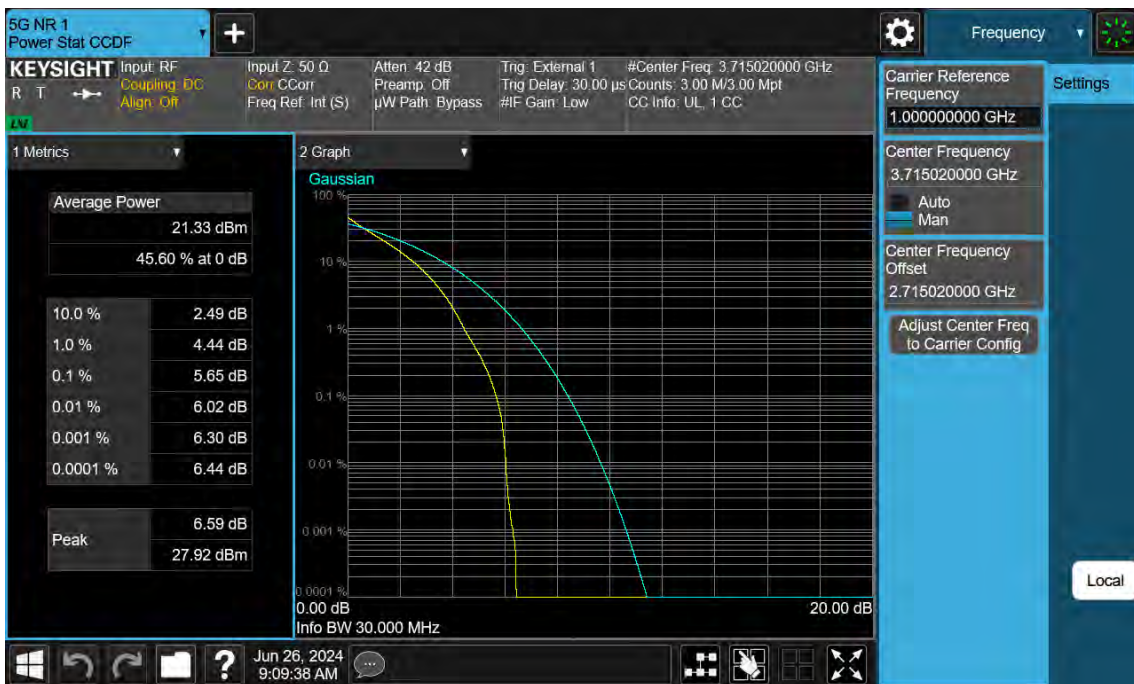 5G NR 1
Power Stat CCDF
+
Frequency
KEYSIGHT
R T
LNI
Input: RF
Coupling: DC
Align: Off
Input Z: 50 Ω
Corr CCorr
Freq Ref: Int (S)
Atten: 42 dB
Preamp: Off
µW Path: Bypass
Trig: External 1
Trig Delay: 30.00 µs
#IF Gain: Low
#Center Freq: 3.715020000 GHz
Counts: 3.00 M/3.00 Mpt
CC Info: UL, 1 CC
1 Metrics
Average Power
21.33 dBm
45.60 % at 0 dB
10.0 % 2.49 dB
1.0 % 4.44 dB
0.1 % 5.65 dB
0.01 % 6.02 dB
0.001 % 6.30 dB
0.0001 % 6.44 dB
Peak
6.59 dB
27.92 dBm
2 Graph
Gaussian
100 %
10 %
1 %
0.1 %
0.01 %
0.001 %
0.0001 %
0.00 dB 20.00 dB
Info BW 30.000 MHz
Carrier Reference
Frequency
1.000000000 GHz
Center Frequency
3.715020000 GHz
Auto
Man
Center Frequency
Offset
2.715020000 GHz
Adjust Center Freq
to Carrier Config
Settings
Local
?
Jun 26, 2024
9:09:38 AM